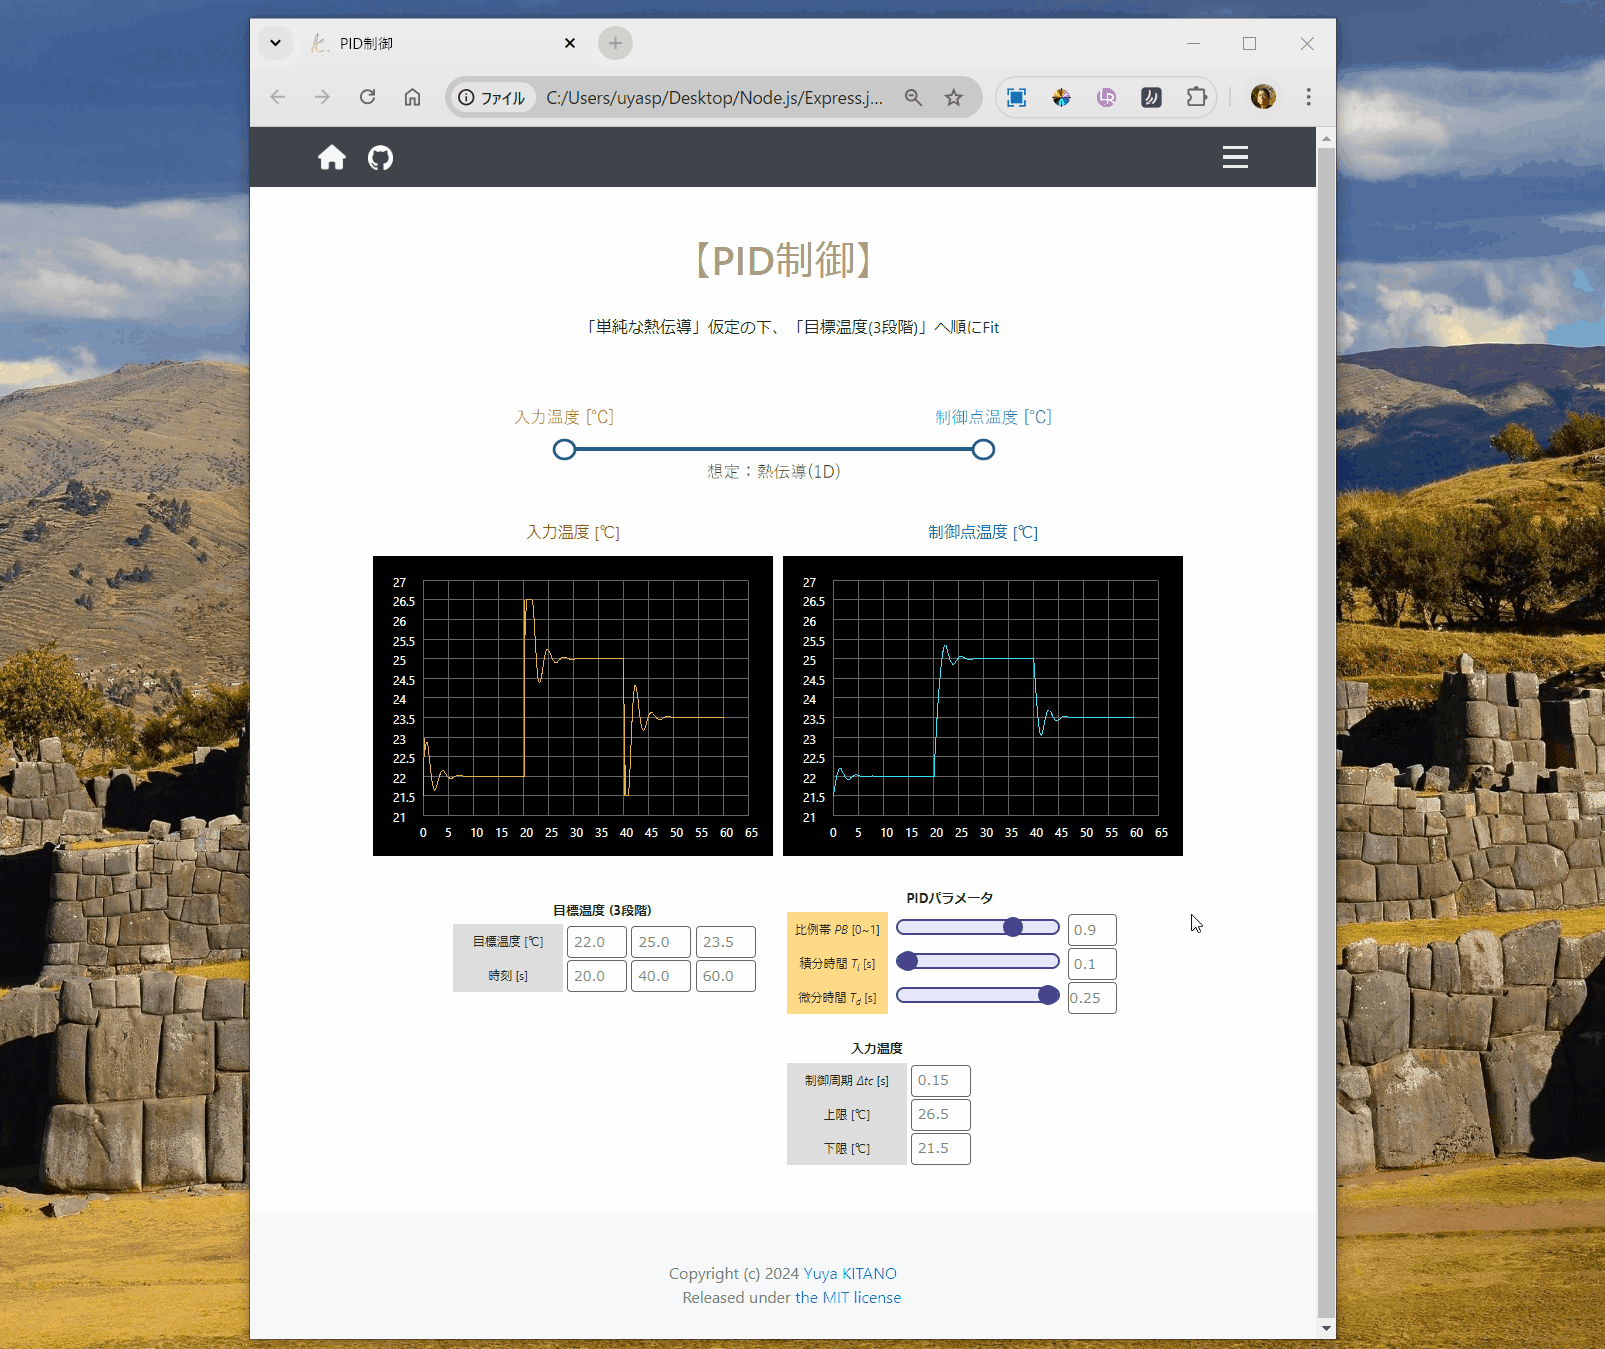 PID制御
ファイル C:/Users/uyasp/Desktop/Node.js/Express.j...
【PID制御】
「単純な熱伝導」仮定の下、「目標温度(3段階)」へ順にFit
入力温度 [℃] 制御点温度 [℃]
想定：熱伝導(1D)
入力温度 [℃]
27
26.5
26
25.5
25
24.5
24
23.5
23
22.5
22
21.5
21
0 5 10 15 20 25 30 35 40 45 50 55 60 65
制御点温度 [℃]
27
26.5
26
25.5
25
24.5
24
23.5
23
22.5
22
21.5
21
0 5 10 15 20 25 30 35 40 45 50 55 60 65
目標温度 (3段階)
目標温度 [℃] 22.0 25.0 23.5
時刻 [s] 20.0 40.0 60.0
PIDパラメータ
比例帯 PB [0~1] 0.9
積分時間 Ti [s] 0.1
微分時間 Td [s] 0.25
入力温度
制御周期 Δtc [s] 0.15
上限 [℃] 26.5
下限 [℃] 21.5
Copyright (c) 2024 Yuya KITANO
Released under the MIT license